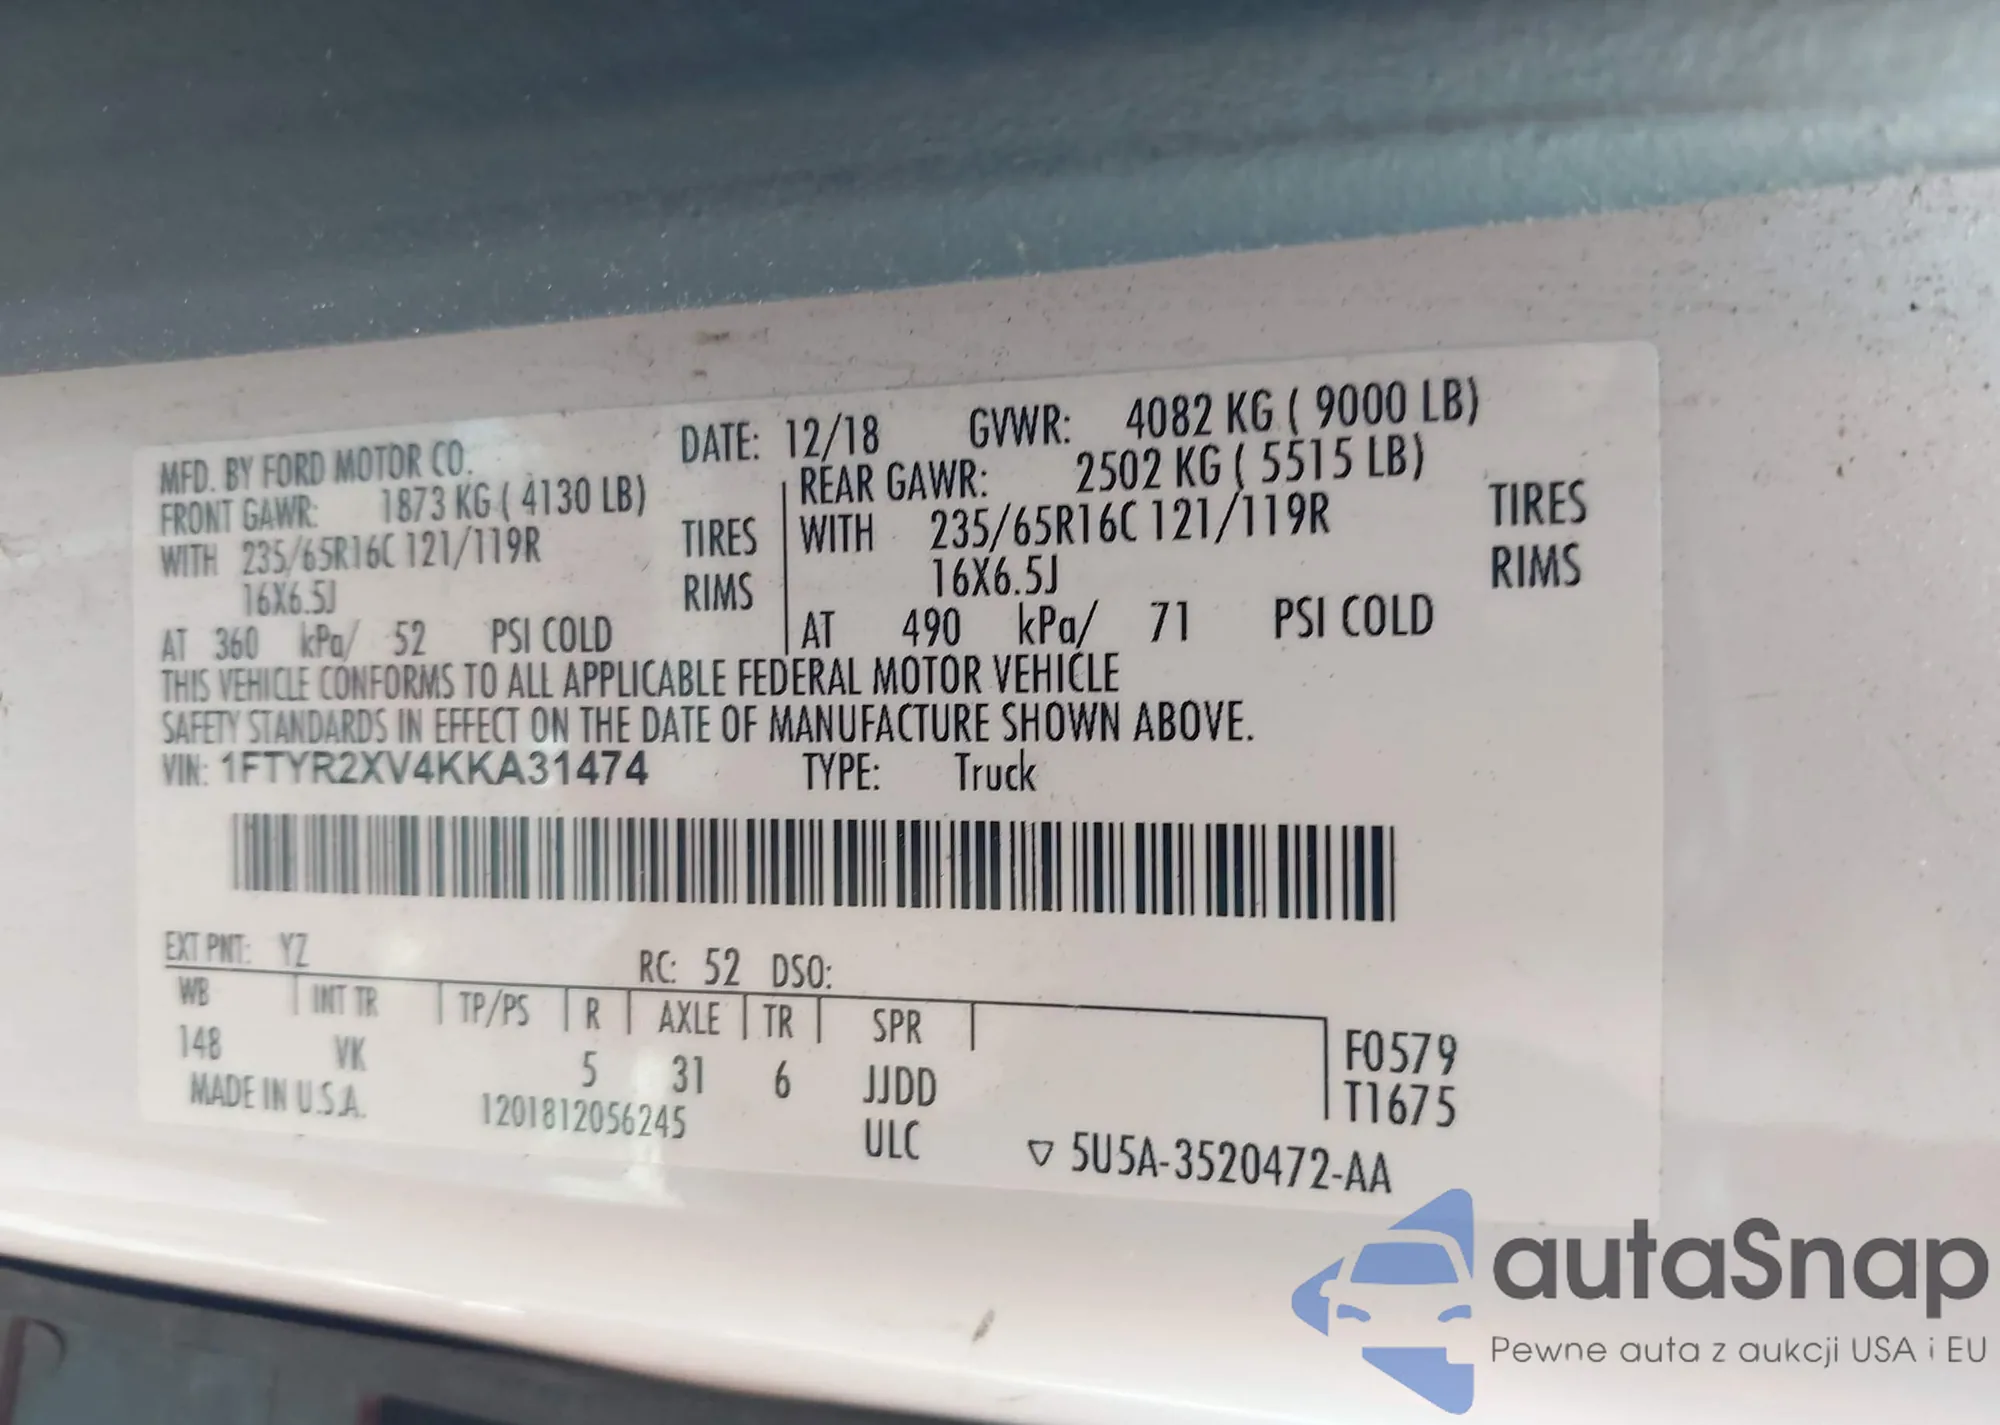 MFD. BY FORD MOTOR CO. DATE: 12/18 GVWR: 4082 KG ( 9000 LB)
FRONT GAWR: 1873 KG ( 4130 LB) REAR GAWR: 2502 KG ( 5515 LB)
WITH 235/65R16C 121/119R TIRES WITH 235/65R16C 121/119R TIRES
16X6.5J RIMS 16X6.5J RIMS
AT 360 kPa/ 52 PSI COLD AT 490 kPa/ 71 PSI COLD
THIS VEHICLE CONFORMS TO ALL APPLICABLE FEDERAL MOTOR VEHICLE
SAFETY STANDARDS IN EFFECT ON THE DATE OF MANUFACTURE SHOWN ABOVE.
VIN: 1FTYR2XV4KKA31474 TYPE: Truck
EXT PNT: YZ RC: 52 DSO:
WB INT TR TP/PS R AXLE TR SPR
148 VK 5 31 6 JJDD F0579
MADE IN U.S.A. 1201812056245 ULC T1675
▽ 5U5A-3520472-AA
autaSnap
Pewne auta z aukcji USA i EU